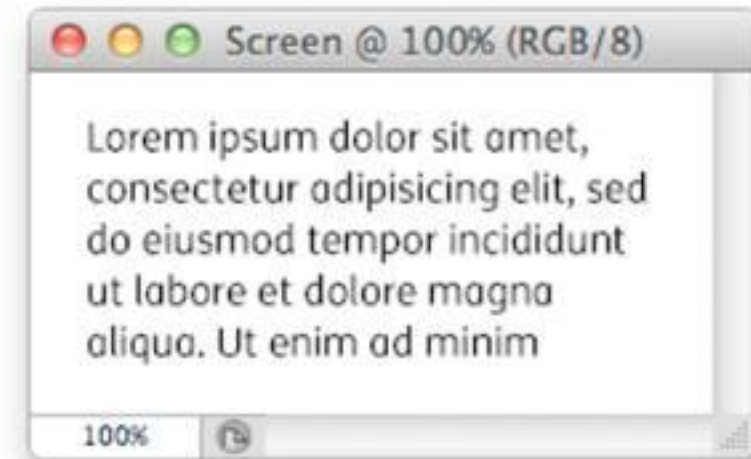 Screen @ 100% (RGB/8)
Lorem ipsum dolor sit amet,
consectetur adipisicing elit, sed
do eiusmod tempor incididunt
ut labore et dolore magna
aliqua. Ut enim ad minim
100%